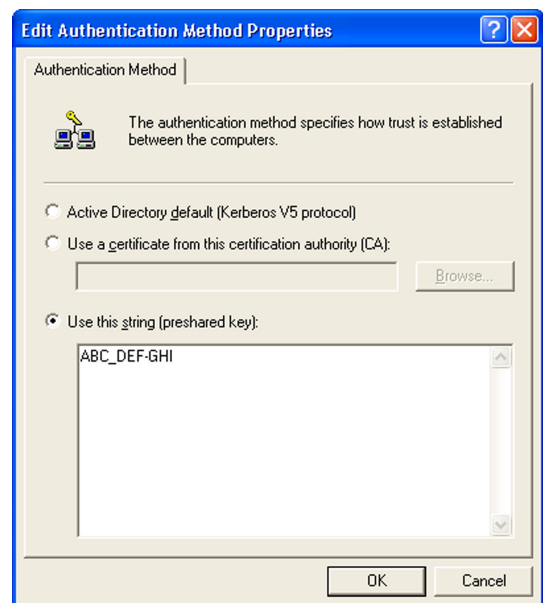 Edit Authentication Method Properties
Authentication Method
The authentication method specifies how trust is established
between the computers.
Active Directory default (Kerberos V5 protocol)
Use a certificate from this certification authority (CA):
Browse...
Use this string (preshared key):
ABC_DEF-GHI
OK Cancel